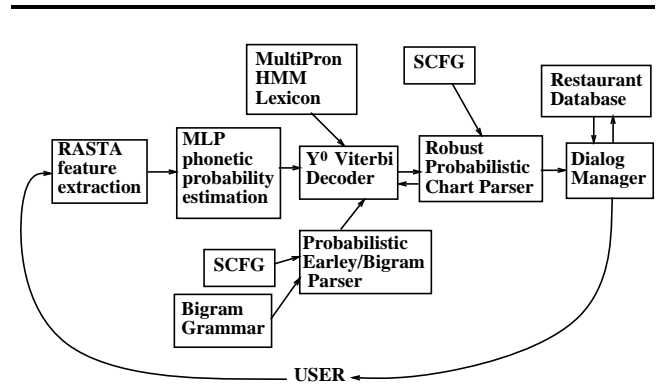 MultiPron
HMM
Lexicon
SCFG
Restaurant
Database
RASTA
feature
extraction
MLP
phonetic
probability
estimation
Y⁰ Viterbi
Decoder
Robust
Probabilistic
Chart Parser
Dialog
Manager
SCFG
Probabilistic
Earley/Bigram
Parser
Bigram
Grammar
USER